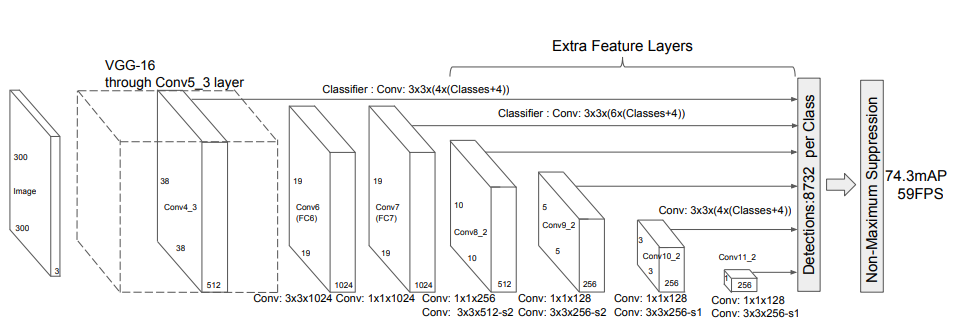 Extra Feature Layers
VGG-16
through Conv5_3 layer
Classifier : Conv: 3x3x(4x(Classes+4))
Classifier : Conv: 3x3x(6x(Classes+4))
300
Image
300
3
38
Conv4_3
38
512
19
Conv6
(FC6)
19
1024
19
Conv7
(FC7)
19
1024
10
Conv8_2
10
512
5
Conv9_2
5
256
Conv: 3x3x(4x(Classes+4))
3
Conv10_2
3
256
Conv11_2
1
256
Detections:8732 per Class
Non-Maximum Suppression
74.3mAP
59FPS
Conv: 3x3x1024
Conv: 1x1x1024
Conv: 1x1x256
Conv: 3x3x512-s2
Conv: 1x1x128
Conv: 3x3x256-s2
Conv: 1x1x128
Conv: 3x3x256-s1
Conv: 1x1x128
Conv: 3x3x256-s1